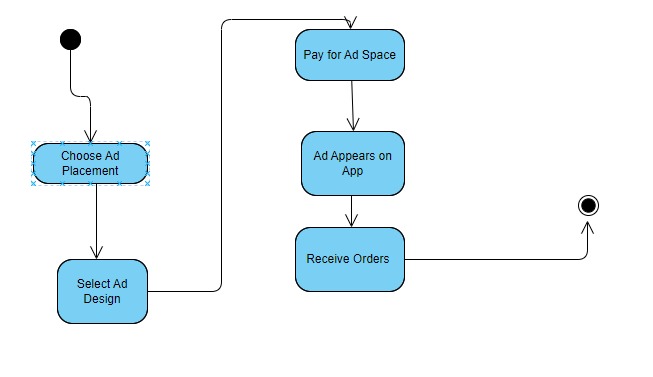 Choose Ad
Placement
Select Ad
Design
Pay for Ad Space
Ad Appears on
App
Receive Orders